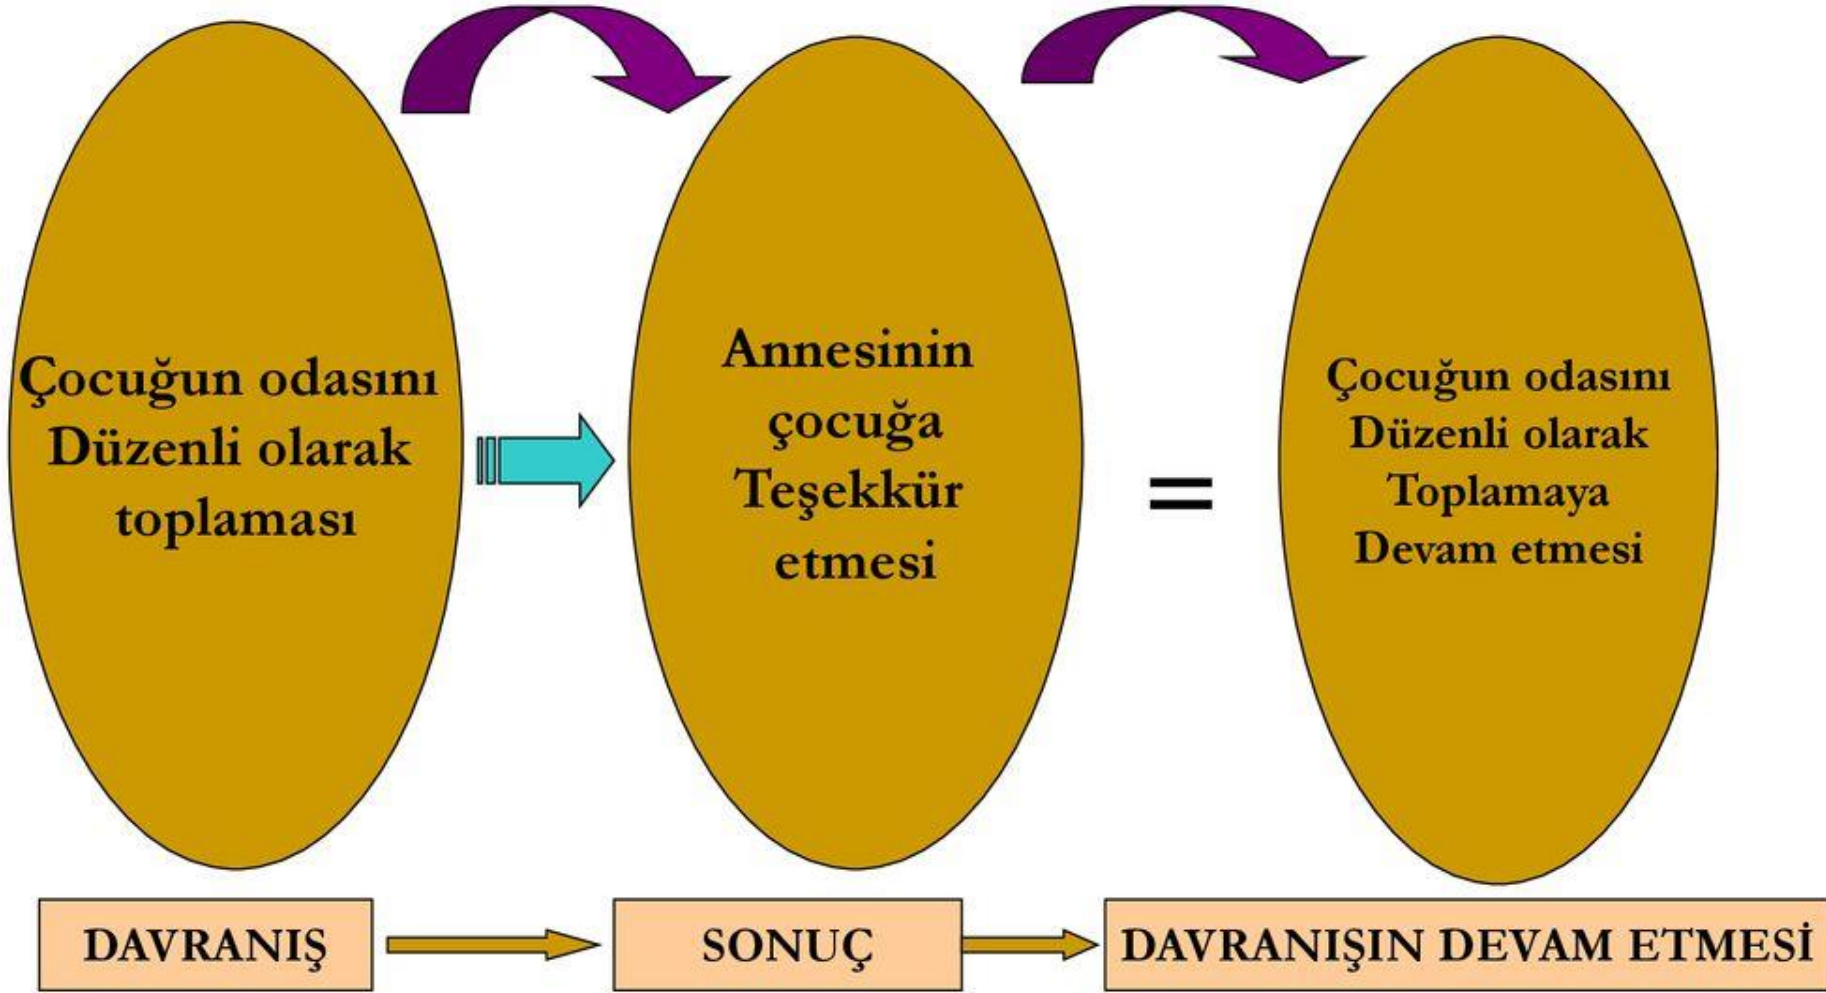 Çocuğun odasını
Düzenli olarak
toplaması
Annesinin
çocuğa
Teşekkür
etmesi
=
Çocuğun odasını
Düzenli olarak
Toplamaya
Devam etmesi
DAVRANIŞ
SONUÇ
DAVRANIŞIN DEVAM ETMESİ